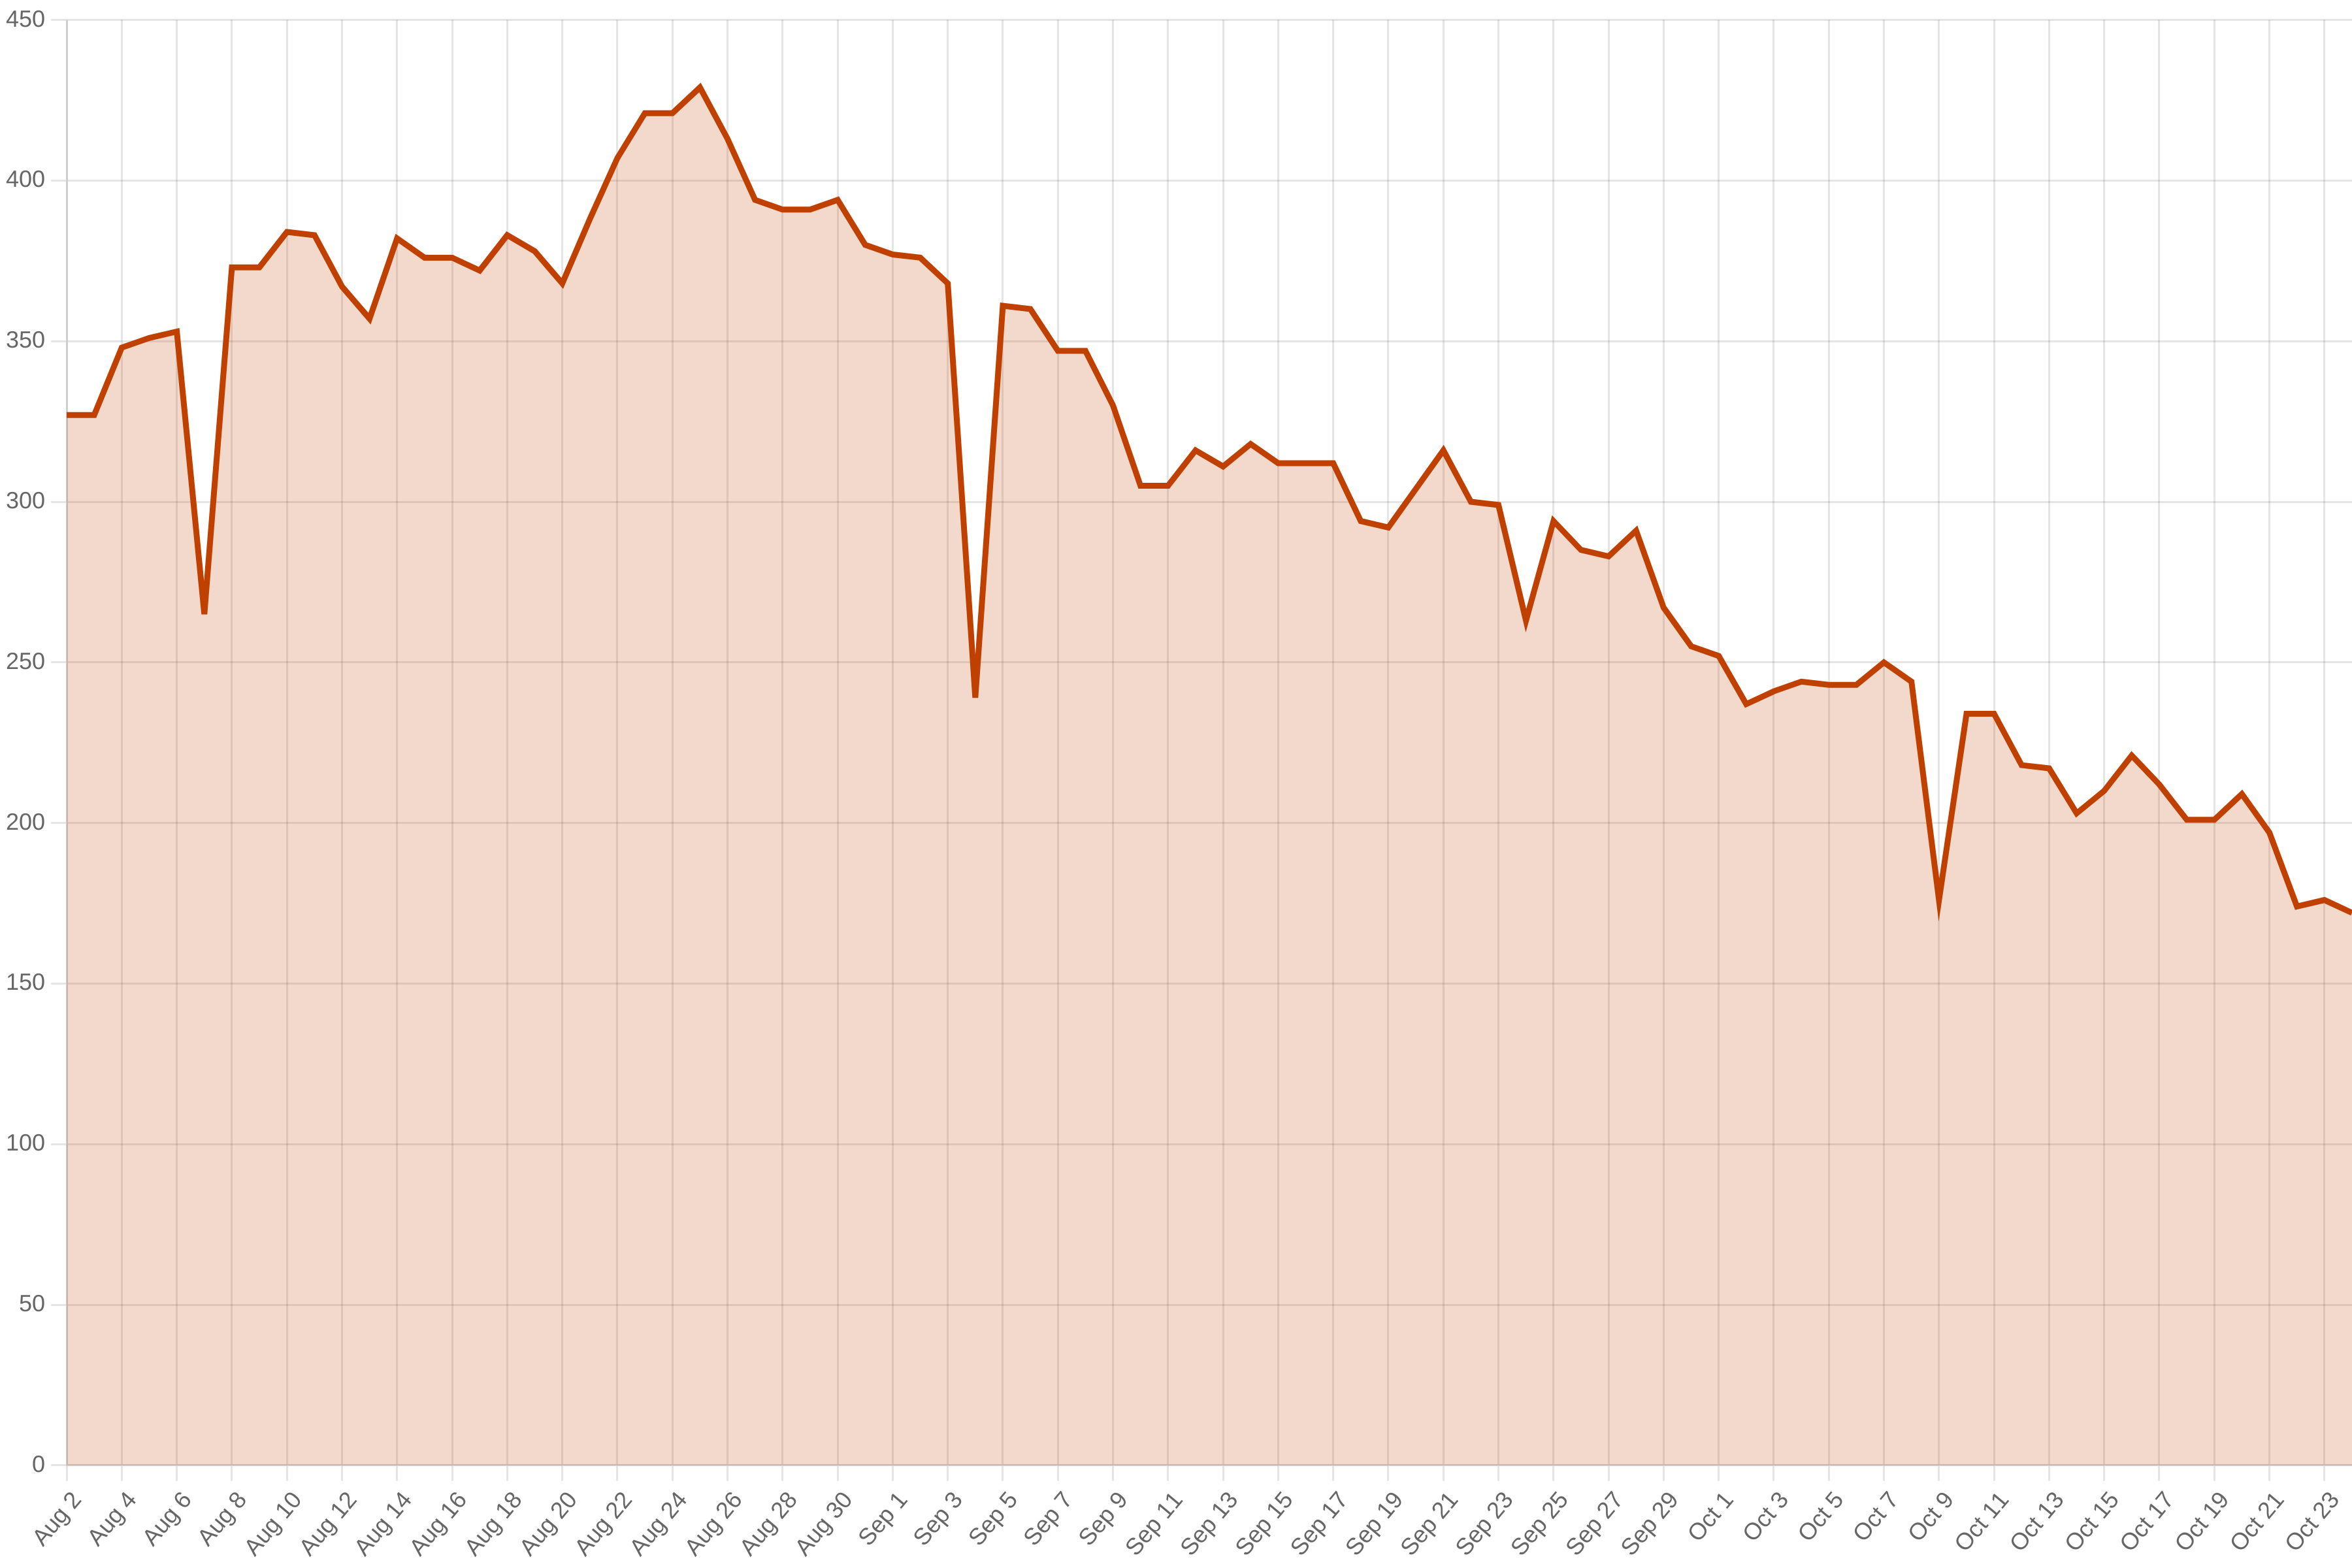 450
400
350
300
250
200
150
100
50
0
Aug 2
Aug 4
Aug 6
Aug 8
Aug 10
Aug 12
Aug 14
Aug 16
Aug 18
Aug 20
Aug 22
Aug 24
Aug 26
Aug 28
Aug 30
Sep 1
Sep 3
Sep 5
Sep 7
Sep 9
Sep 11
Sep 13
Sep 15
Sep 17
Sep 19
Sep 21
Sep 23
Sep 25
Sep 27
Sep 29
Oct 1
Oct 3
Oct 5
Oct 7
Oct 9
Oct 11
Oct 13
Oct 15
Oct 17
Oct 19
Oct 21
Oct 23